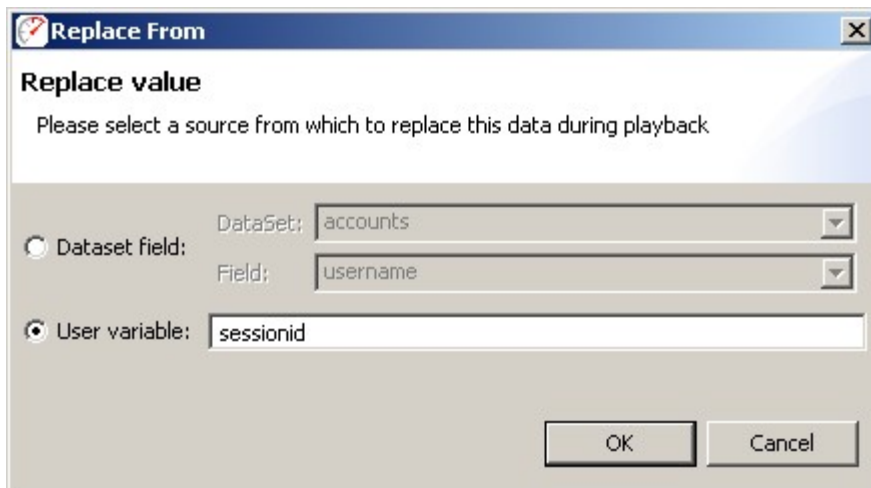 Replace From
Replace value
Please select a source from which to replace this data during playback
DataSet: accounts
Dataset field:
Field: username
User variable: sessionid
OK Cancel